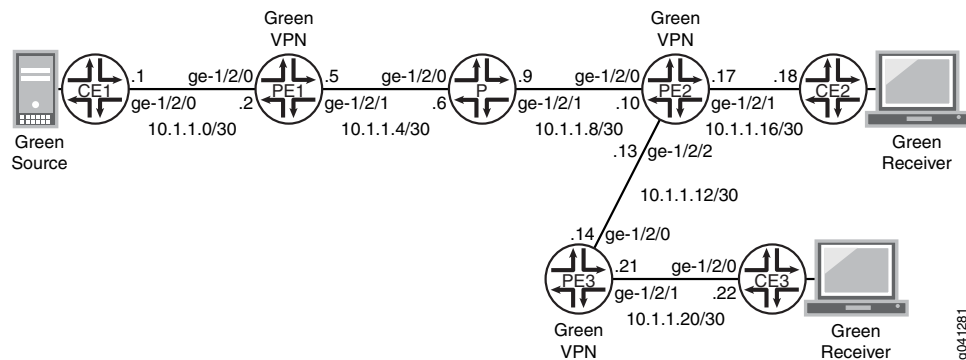 Green
VPN
Green
VPN
.1
ge-1/2/0
.5
ge-1/2/0
.9
ge-1/2/0
.17
.18
CE1
PE1
P
PE2
CE2
ge-1/2/0
.2
ge-1/2/1
.6
ge-1/2/1
.10
ge-1/2/1
10.1.1.0/30
10.1.1.4/30
10.1.1.8/30
10.1.1.16/30
Green
Source
Green
Receiver
.13
ge-1/2/2
10.1.1.12/30
.14
ge-1/2/0
.21
ge-1/2/0
PE3
CE3
ge-1/2/1
.22
10.1.1.20/30
Green
VPN
Green
Receiver
g041281